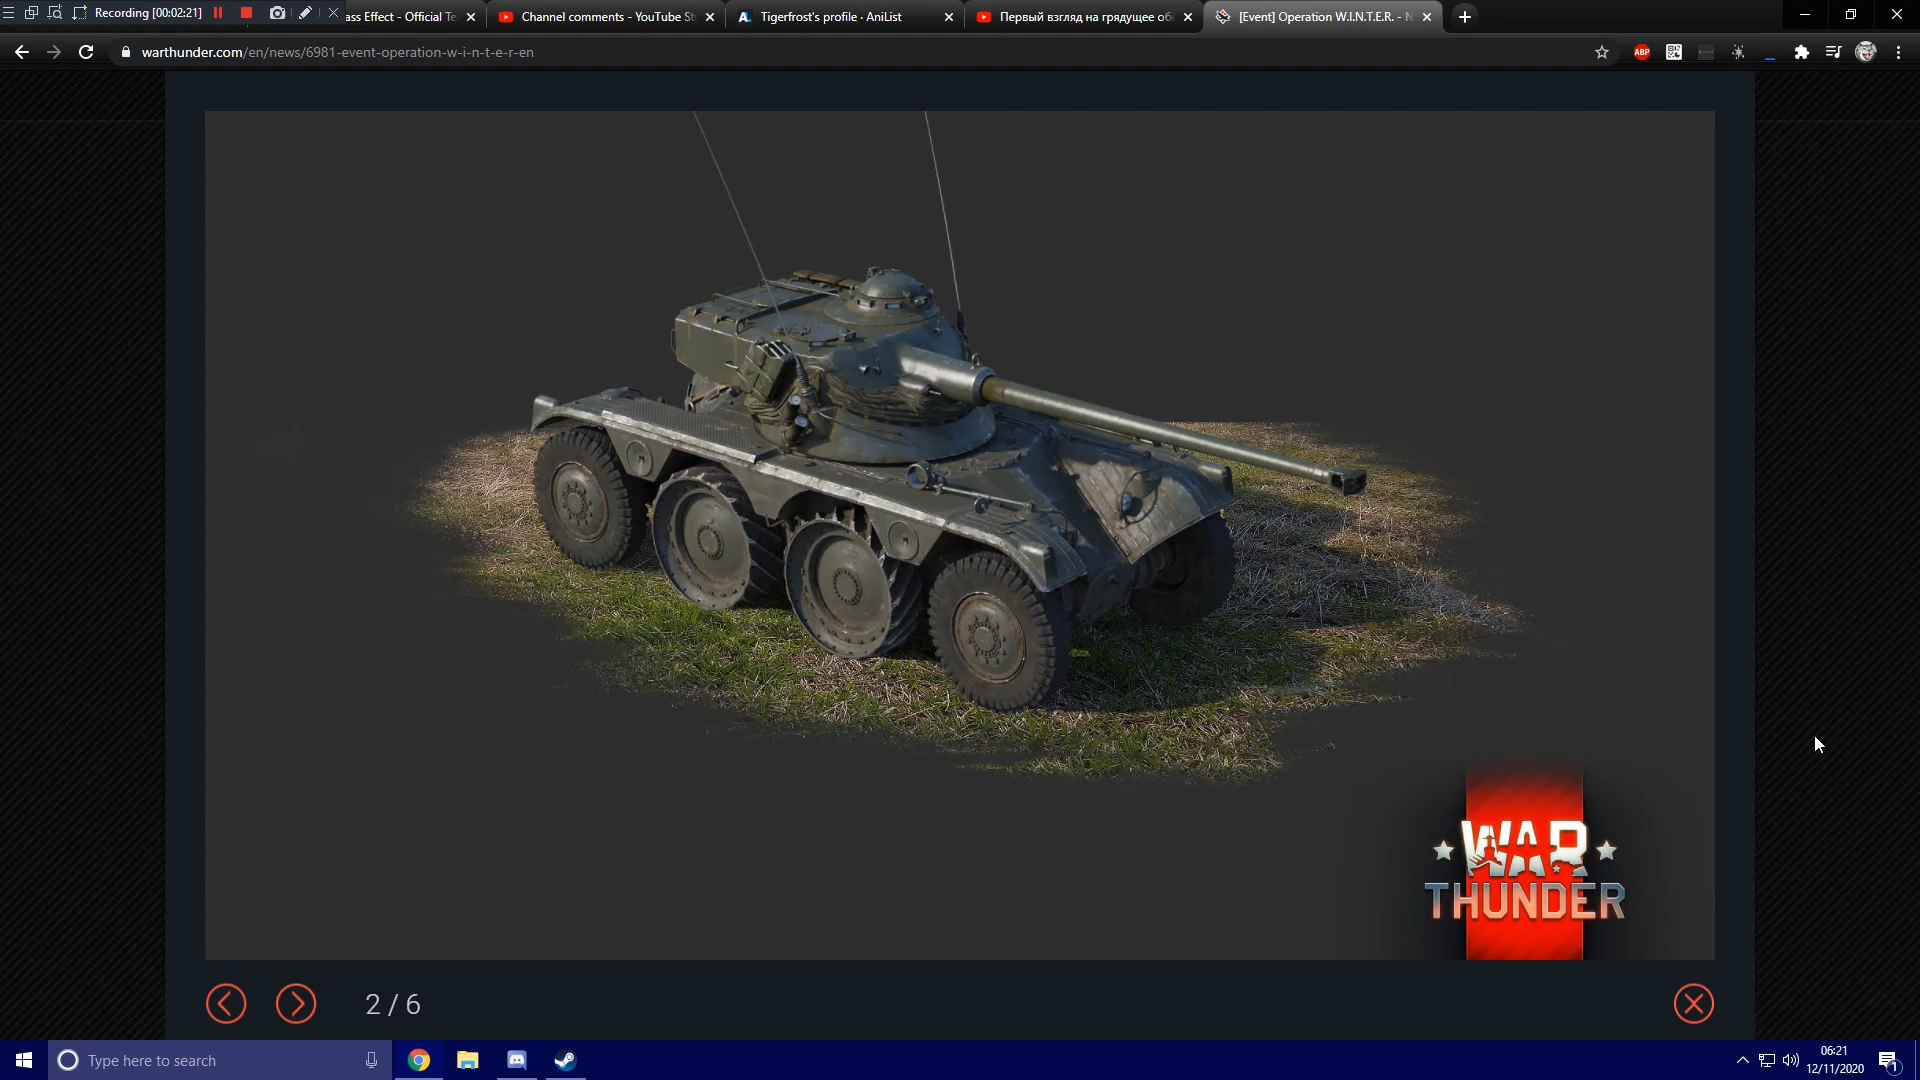 Recording [00:02:21]
ass Effect - Official Te
Channel comments - YouTube St
Tigerfrost's profile · AniList
Первый взгляд на грядущее об
[Event] Operation W.I.N.T.E.R. - N
warthunder.com/en/news/6981-event-operation-w-i-n-t-e-r-en
ABP
WAR
THUNDER
2 / 6
Type here to search
06:21
12/11/2020
1